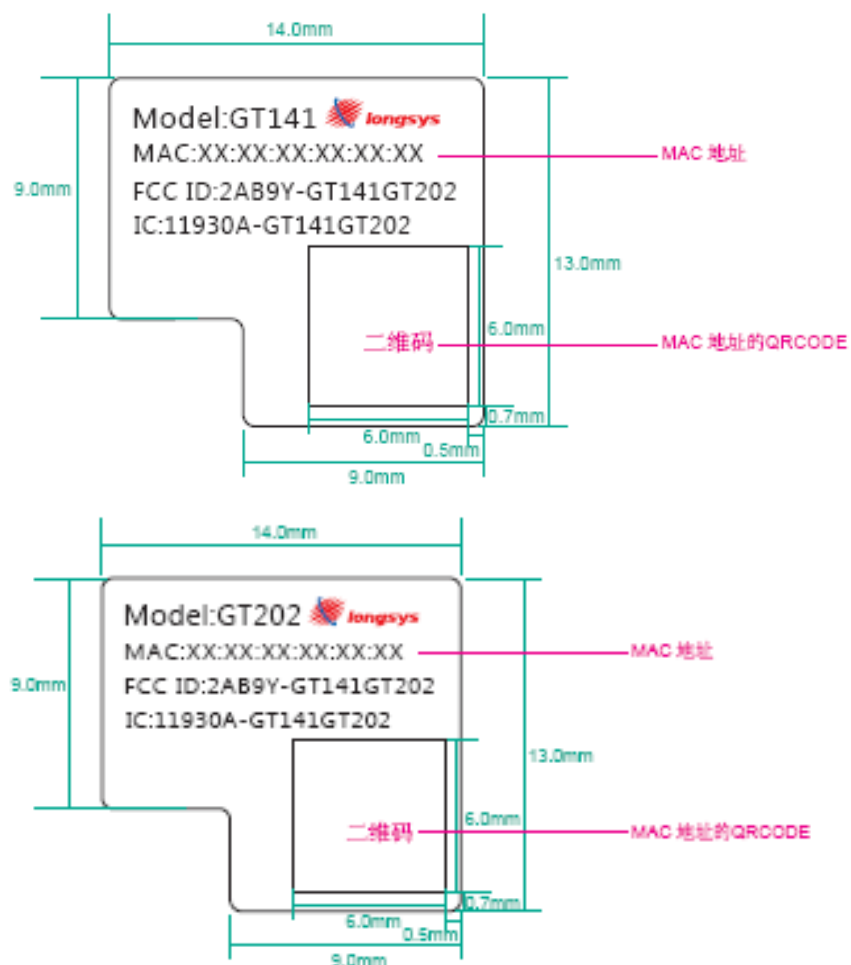 14.0mm
Model:GT141 longsys
MAC:XX:XX:XX:XX:XX:XX
MAC 地址
9.0mm
FCC ID:2AB9Y-GT141GT202
IC:11930A-GT141GT202
13.0mm
二维码
6.0mm
MAC 地址的QRCODE
0.7mm
6.0mm
0.5mm
9.0mm
14.0mm
Model:GT202 longsys
MAC:XX:XX:XX:XX:XX:XX
MAC 地址
9.0mm
FCC ID:2AB9Y-GT141GT202
IC:11930A-GT141GT202
13.0mm
二维码
6.0mm
MAC 地址的QRCODE
0.7mm
6.0mm
0.5mm
9.0mm